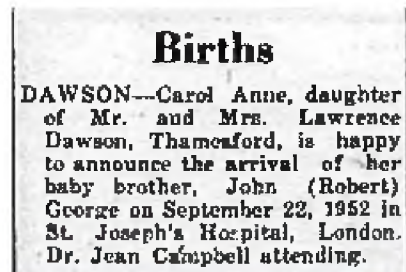 Births
DAWSON—Carol Anne, daughter
of Mr. and Mrs. Lawrence
Dawson, Thamesford, is happy
to announce the arrival of her
baby brother, John (Robert)
George on September 22, 1952 in
St. Joseph's Hospital, London.
Dr. Jean Campbell attending.